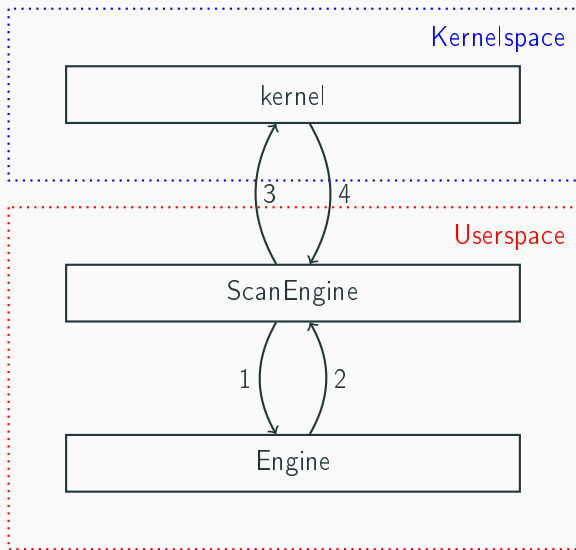 Kernelspace
kernel
3
4
Userspace
ScanEngine
1
2
Engine